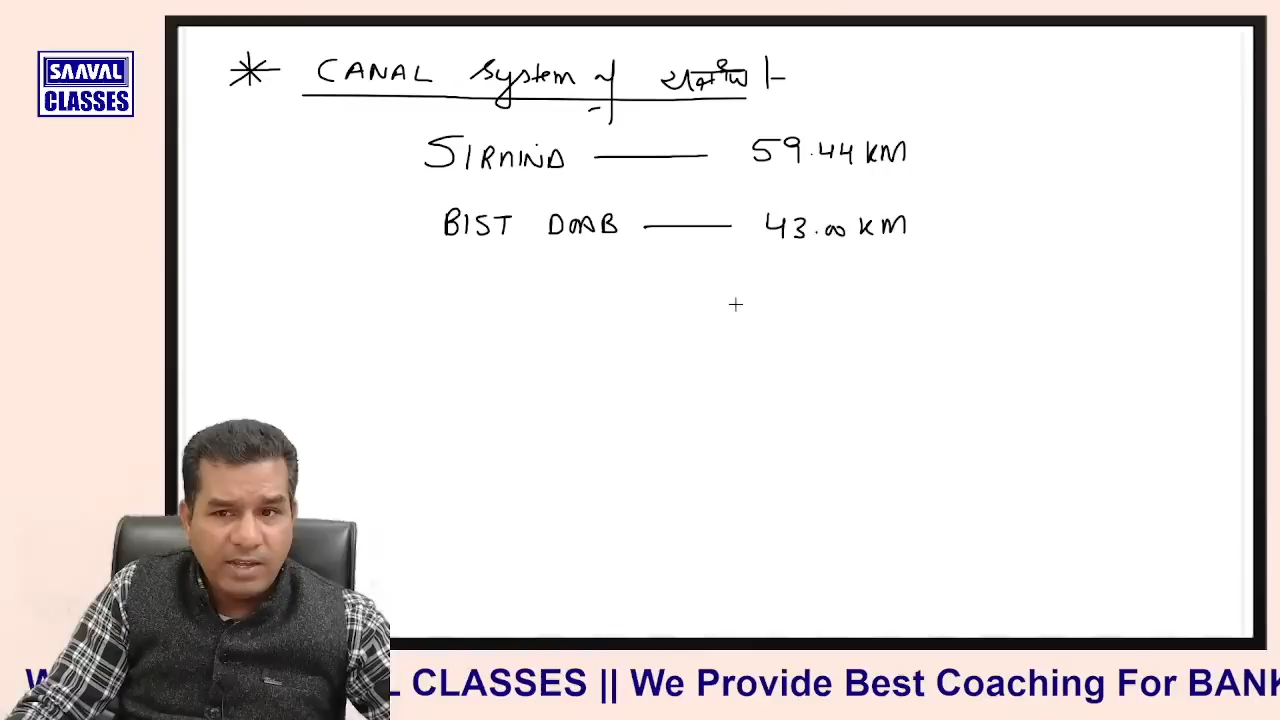 SAAVAL
CLASSES
* CANAL System of ਪੰਜਾਬ :-
SIRHIND — 59.44 KM
BIST DOAB — 43.00 KM
L CLASSES || We Provide Best Coaching For BANK